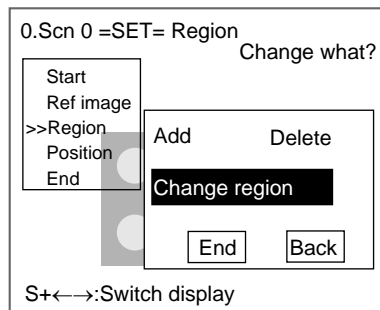 0.Scn 0 =SET= Region
Change what?
Start
Ref image
>>Region
Position
End
Add Delete
Change region
End Back
S+←→:Switch display